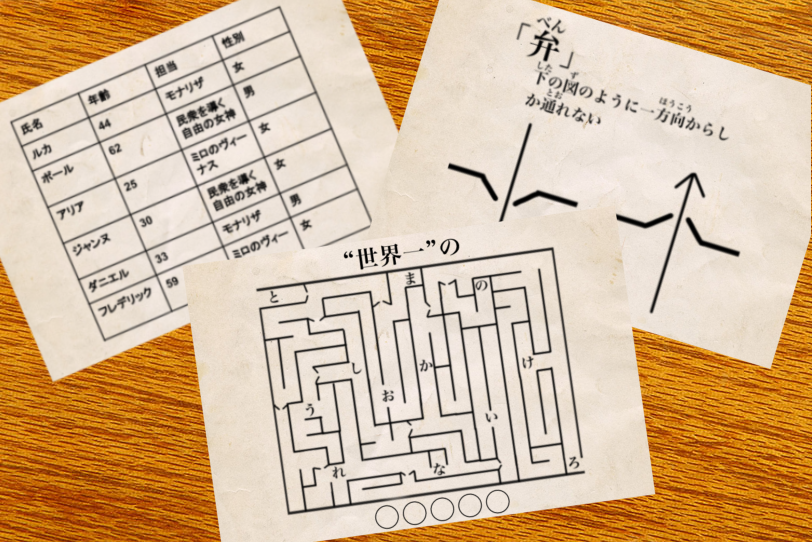 氏名 年齢 担当 性別
ルカ 44 モナリザ 女
ポール 62 民衆を導く
自由の女神 男
アリア 25 ミロのヴィー
ナス 女
ジャンヌ 30 民衆を導く
自由の女神 女
ダニエル 33 モナリザ 男
フレデリック 59 ミロのヴィー 女
べん
「弁」
した ず ほうこう
下の図のように一方向からし
とお
か通れない
“世界一”の
と ま の
し か け
お
う い
れ な ろ